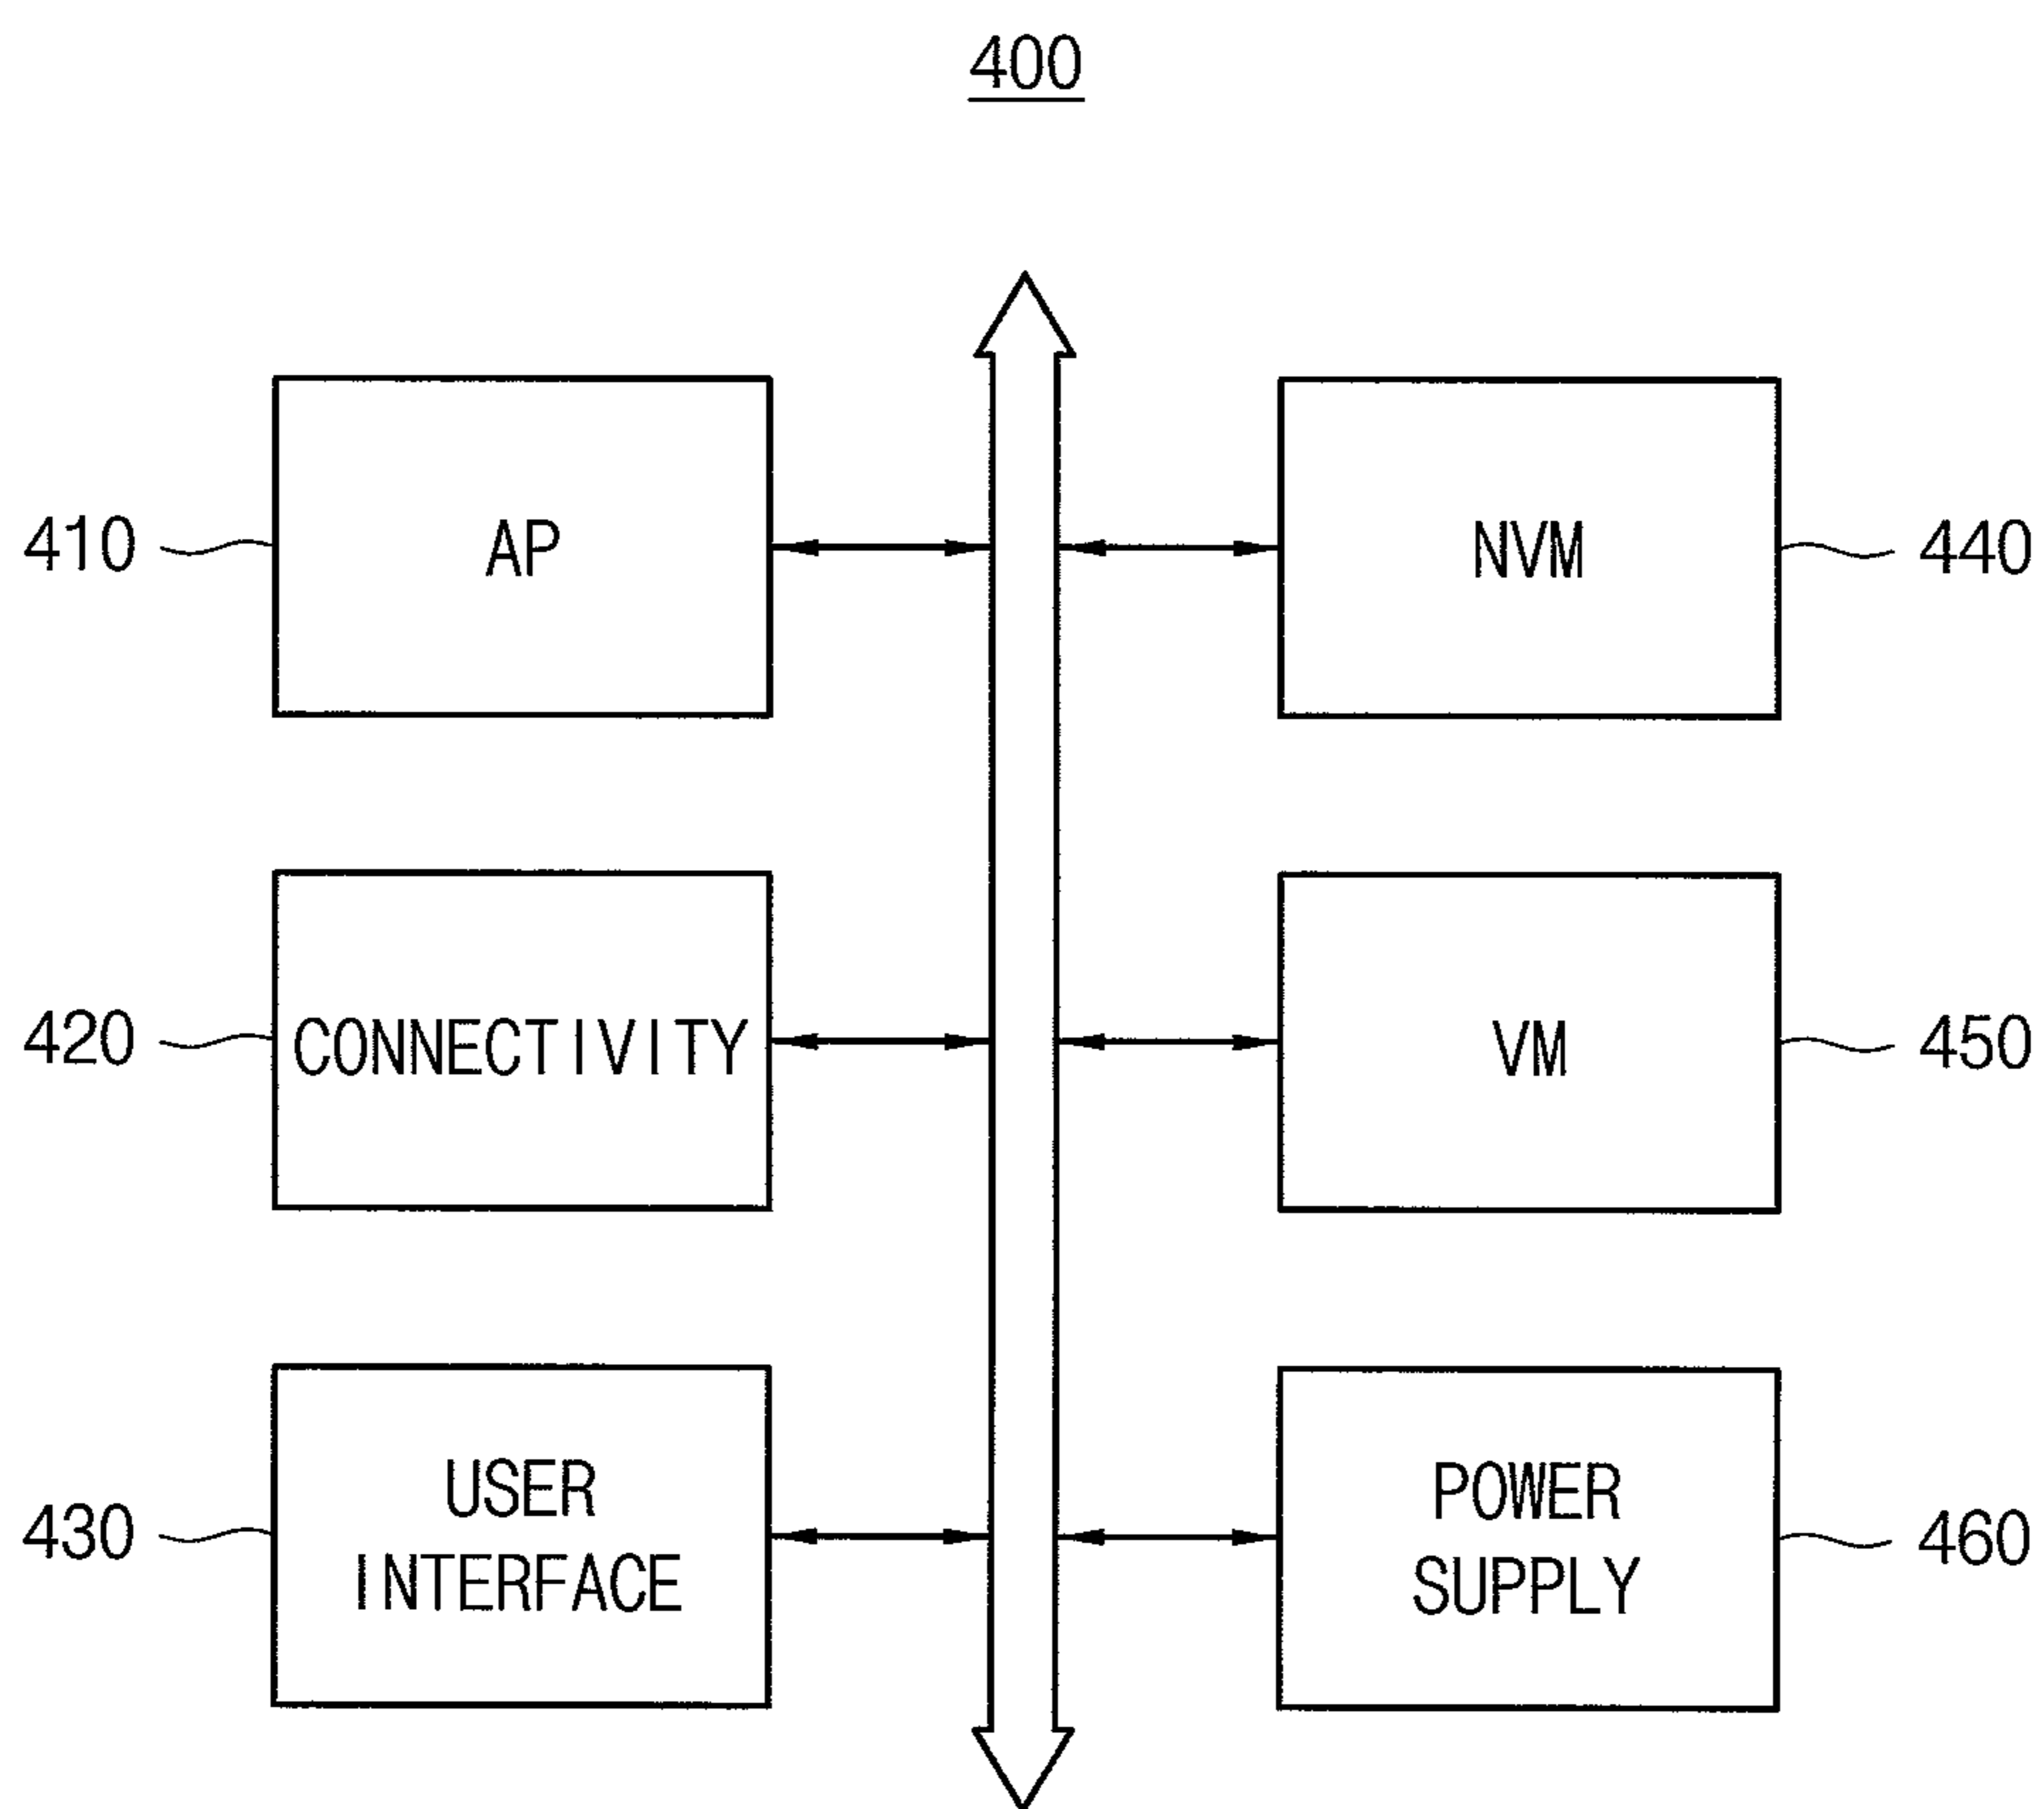 400
410
AP
NVM
440
420
CONNECTIVITY
VM
450
430
USER
INTERFACE
POWER
SUPPLY
460